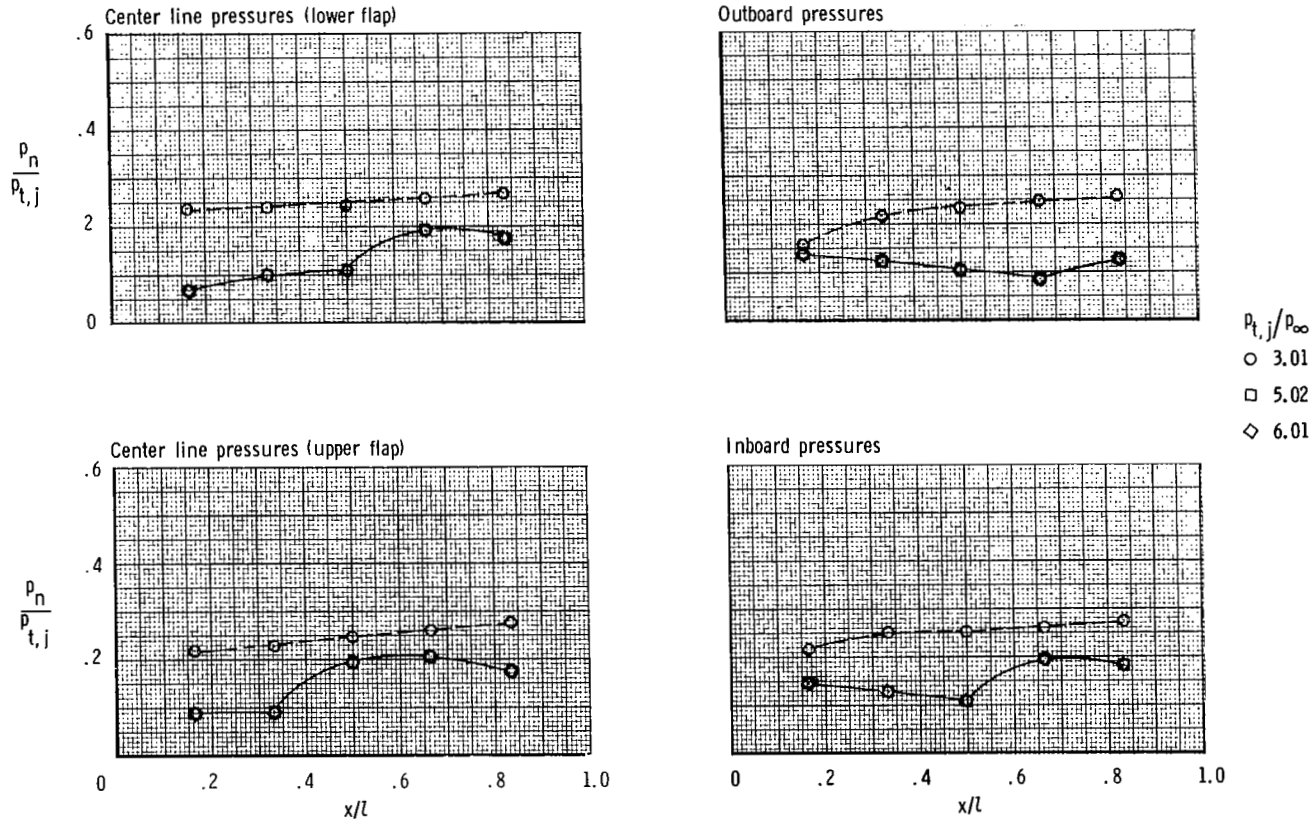 Center line pressures (lower flap)
.6
.4
.2
0
p_n
p_t,j
Outboard pressures
p_t,j/p_∞
○ 3.01
□ 5.02
◇ 6.01
Center line pressures (upper flap)
.6
.4
.2
p_n
p_t,j
0 .2 .4 .6 .8 1.0
x/l
Inboard pressures
0 .2 .4 .6 .8 1.0
x/l